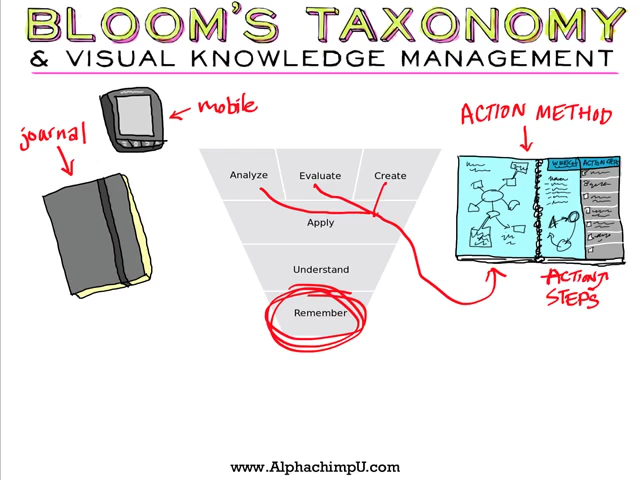 BLOOM'S TAXONOMY
& VISUAL KNOWLEDGE MANAGEMENT
journal
mobile
ACTION METHOD
Analyze
Evaluate
Create
Apply
Understand
Remember
ACTION
STEPS
www.AlphachimpU.com